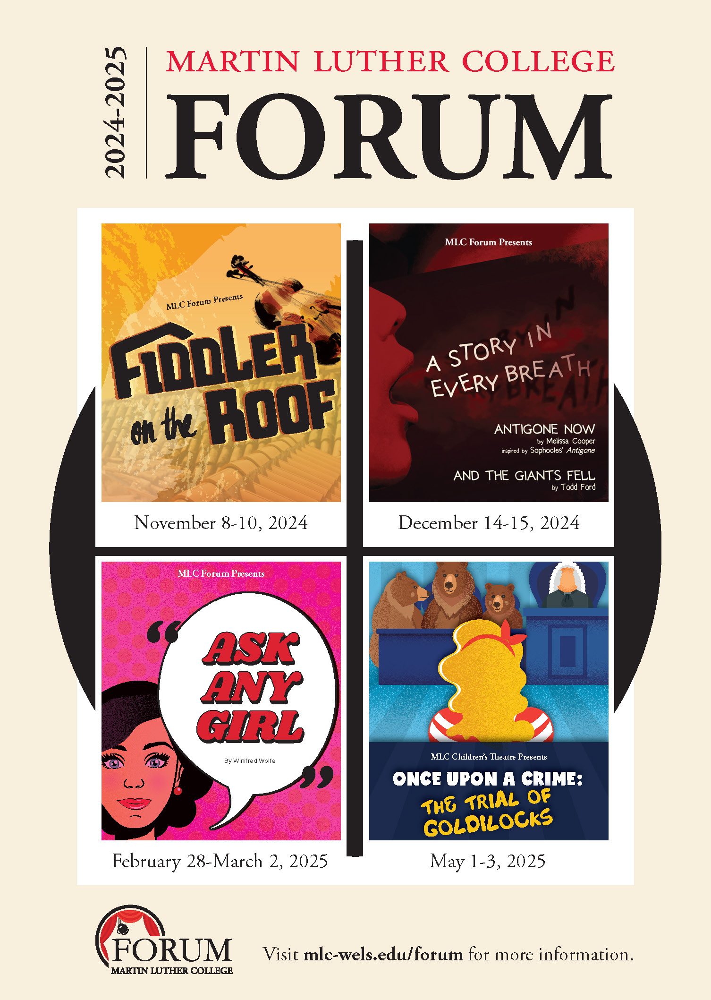 2024-2025
MARTIN LUTHER COLLEGE
FORUM
MLC Forum Presents
FIDDLER
on the ROOF
November 8-10, 2024
MLC Forum Presents
A STORY IN
EVERY BREATH
ANTIGONE NOW
by Melissa Cooper
inspired by Sophocles' Antigone
AND THE GIANTS FELL
by Todd Ford
December 14-15, 2024
MLC Forum Presents
“ASK
ANY
GIRL
By Winifred Wolfe
”
February 28-March 2, 2025
MLC Children's Theatre Presents
ONCE UPON A CRIME:
THE TRIAL OF
GOLDILOCKS
May 1-3, 2025
FORUM
MARTIN LUTHER COLLEGE
Visit mlc-wels.edu/forum for more information.